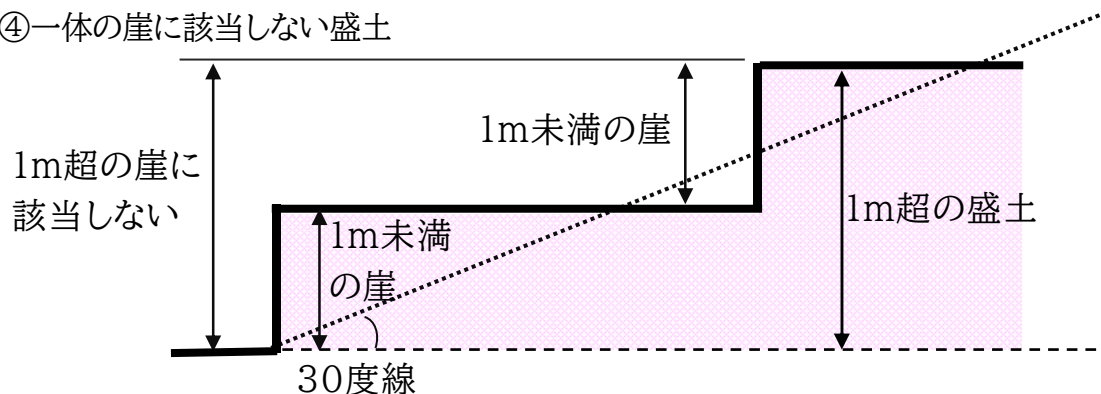 ④一体の崖に該当しない盛土
1m超の崖に
該当しない
1m未満の崖
1m未満
の崖
1m超の盛土
30度線